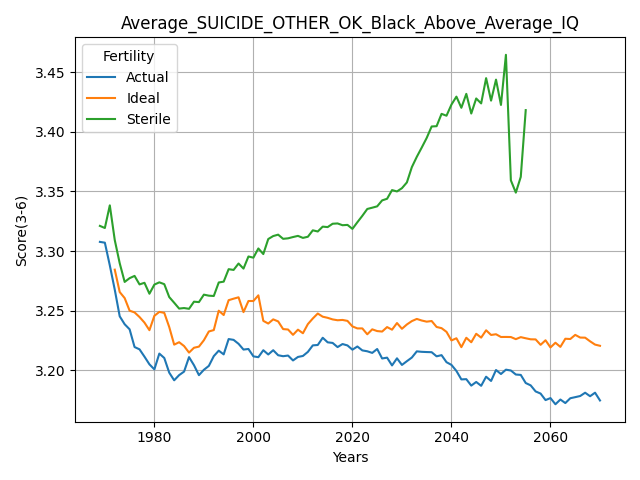 Average_SUICIDE_OTHER_OK_Black_Above_Average_IQ
Fertility
Actual
Ideal
Sterile
Score(3-6)
3.45
3.40
3.35
3.30
3.25
3.20
1980 2000 2020 2040 2060
Years